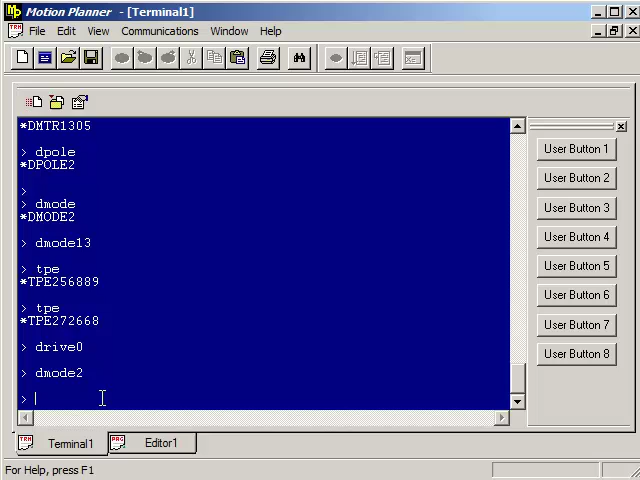 Motion Planner - [Terminal1]
File Edit View Communications Window Help
*DMTR1305
> dpole
*DPOLE2
>
> dmode
*DMODE2
> dmode13
> tpe
*TPE256889
> tpe
*TPE272668
> drive0
> dmode2
>
User Button 1
User Button 2
User Button 3
User Button 4
User Button 5
User Button 6
User Button 7
User Button 8
TRM Terminal1 PRG Editor1
For Help, press F1